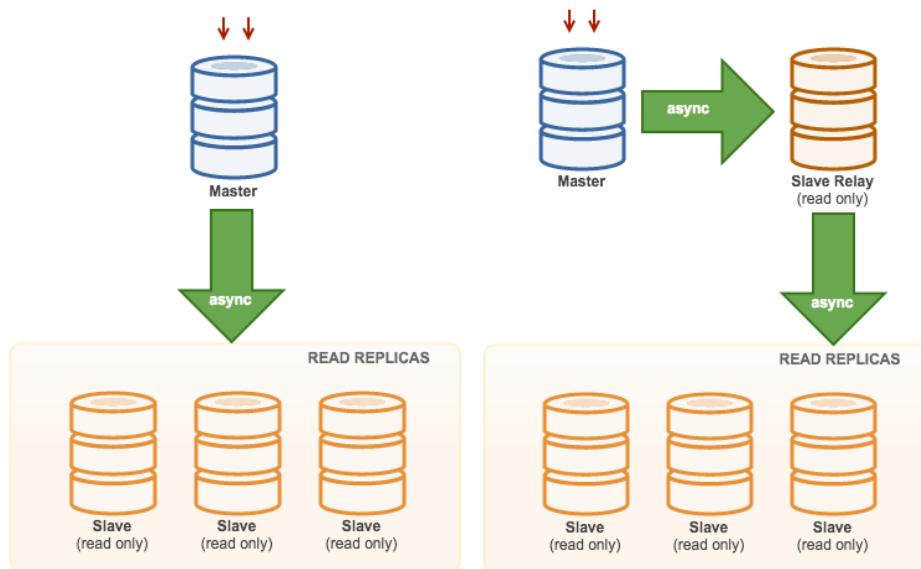 Master
async
READ REPLICAS
Slave
(read only)
Slave
(read only)
Slave
(read only)
Master
async
Slave Relay
(read only)
async
READ REPLICAS
Slave
(read only)
Slave
(read only)
Slave
(read only)